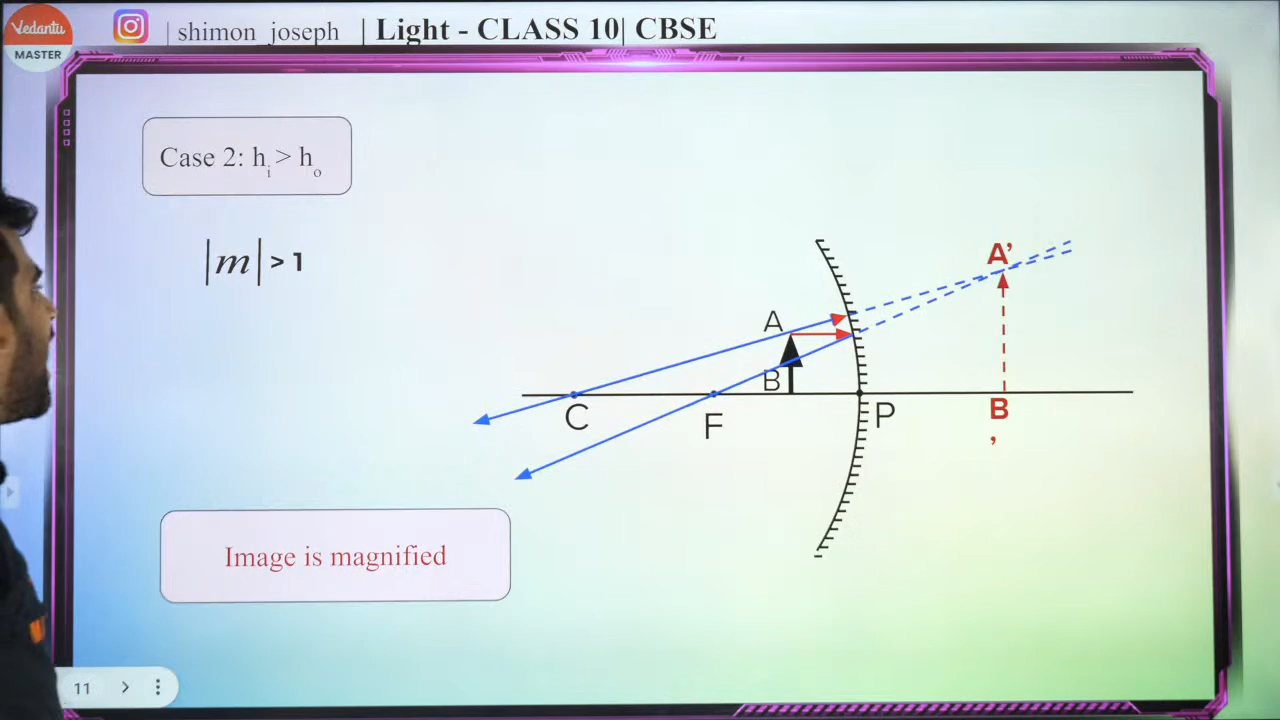 Vedantu
MASTER
| shimon_joseph | Light - CLASS 10| CBSE
Case 2: hᵢ > hₒ
|m| > 1
A'
A
B
C
F
P
B
’
Image is magnified
11